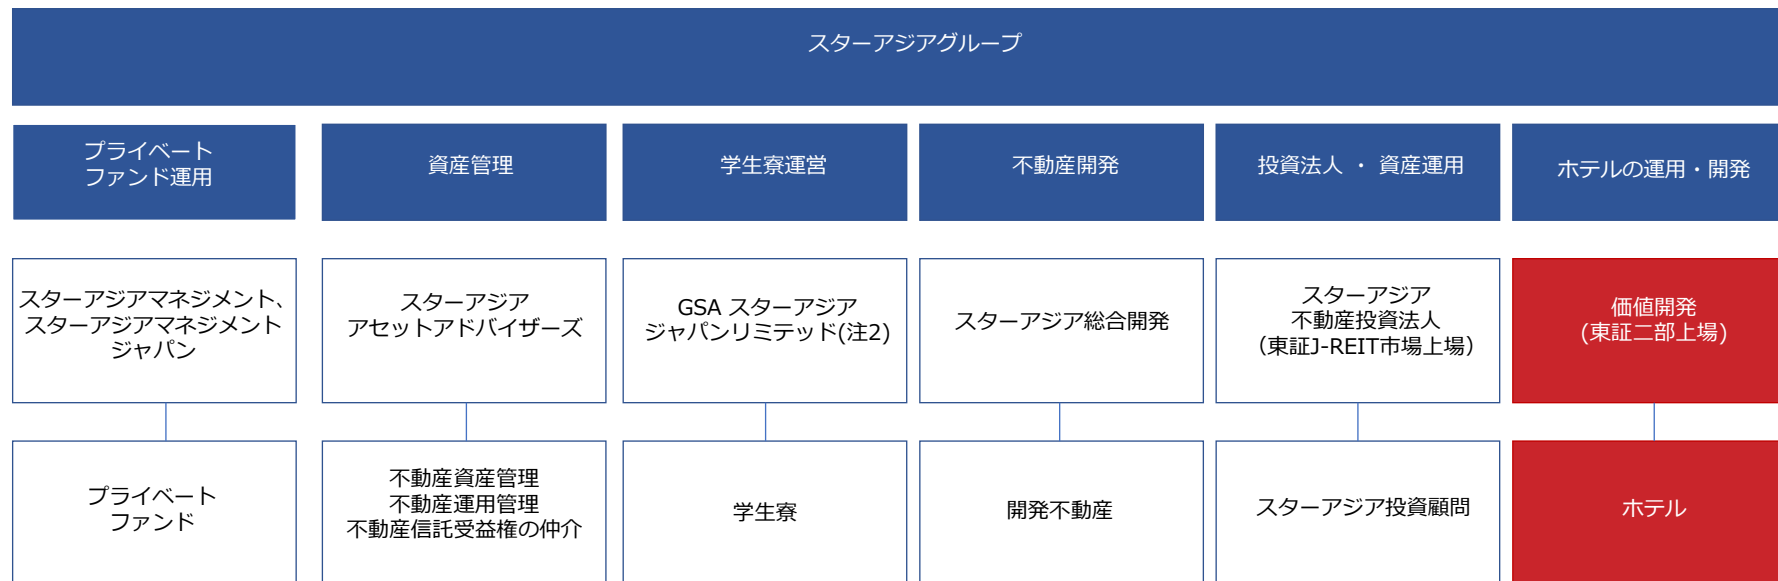 スターアジアグループ
プライベート
ファンド運用
資産管理
学生寮運営
不動産開発
投資法人 ・ 資産運用
ホテルの運用・開発
スターアジアマネジメント、
スターアジアマネジメント
ジャパン
スターアジア
アセットアドバイザーズ
GSA スターアジア
ジャパンリミテッド(注2)
スターアジア総合開発
スターアジア
不動産投資法人
（東証J-REIT市場上場）
価値開発
(東証二部上場)
プライベート
ファンド
不動産資産管理
不動産運用管理
不動産信託受益権の仲介
学生寮
開発不動産
スターアジア投資顧問
ホテル